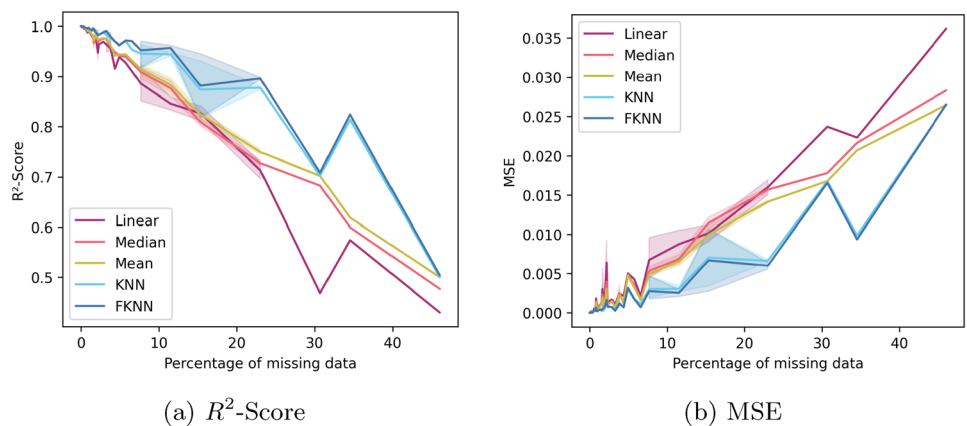 1.0
0.9
0.8
0.7
0.6
0.5
R²-Score
Linear
Median
Mean
KNN
FKNN
0 10 20 30 40
Percentage of missing data
(a) R²-Score
0.035
0.030
0.025
0.020
0.015
0.010
0.005
0.000
MSE
Linear
Median
Mean
KNN
FKNN
0 10 20 30 40
Percentage of missing data
(b) MSE